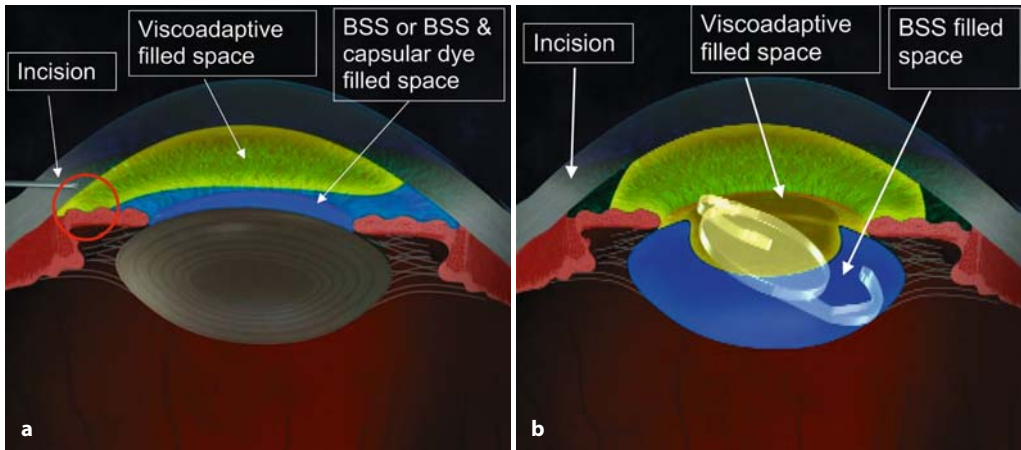 Incision
Viscoadaptive
filled space
BSS or BSS &
capsular dye
filled space
a
Incision
Viscoadaptive
filled space
BSS filled
space
b